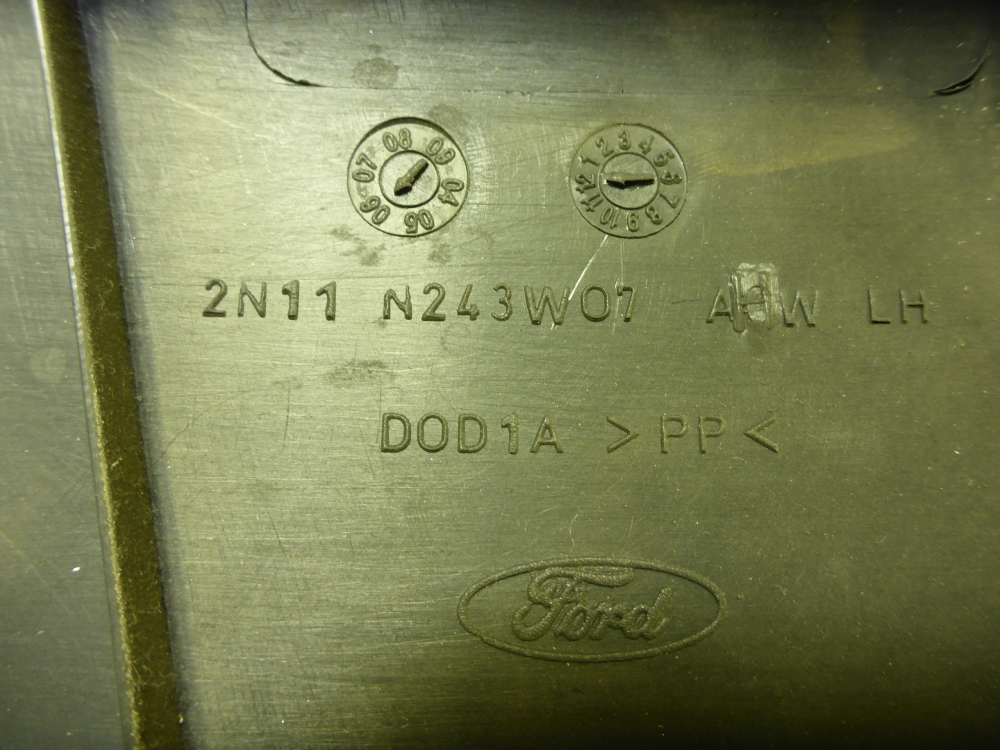 04 05 06 07 08 09
1 2 3 4 5 6 7 8 9 10 11 12
2N11 N243W07 LH
DOD1A >PP<
Ford